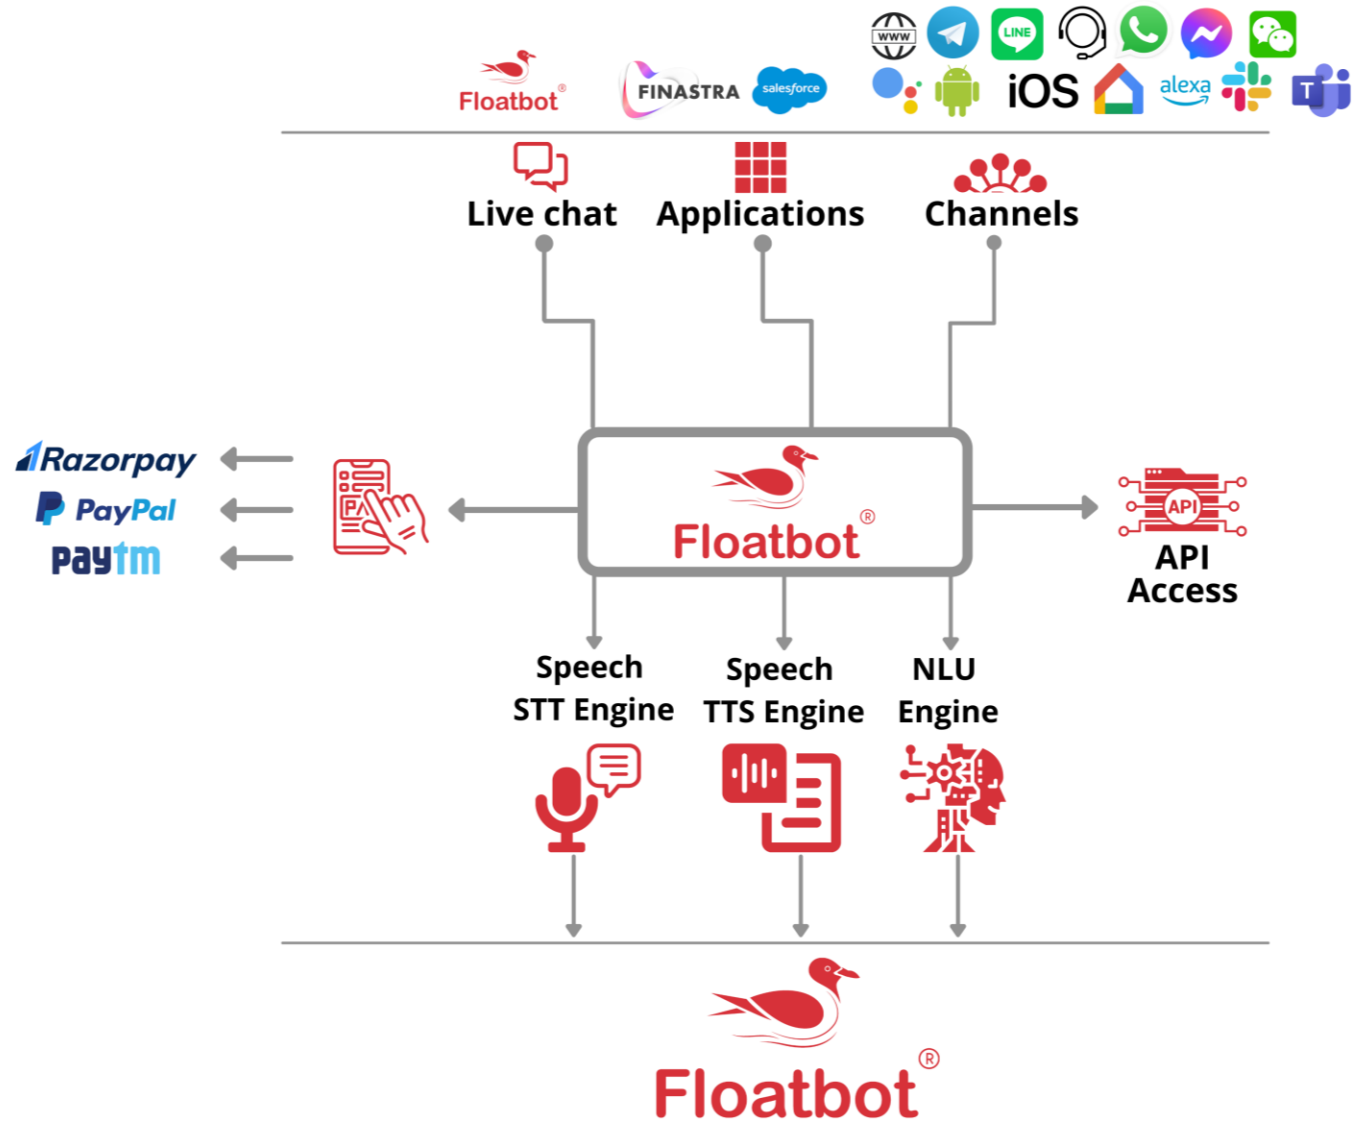 www
LINE
Floatbot®
FINASTRA
salesforce
iOS
alexa
T
Live chat
Applications
Channels
Razorpay
PayPal
paytm
PA
Floatbot®
API
API
Access
Speech
STT Engine
Speech
TTS Engine
NLU
Engine
Floatbot®